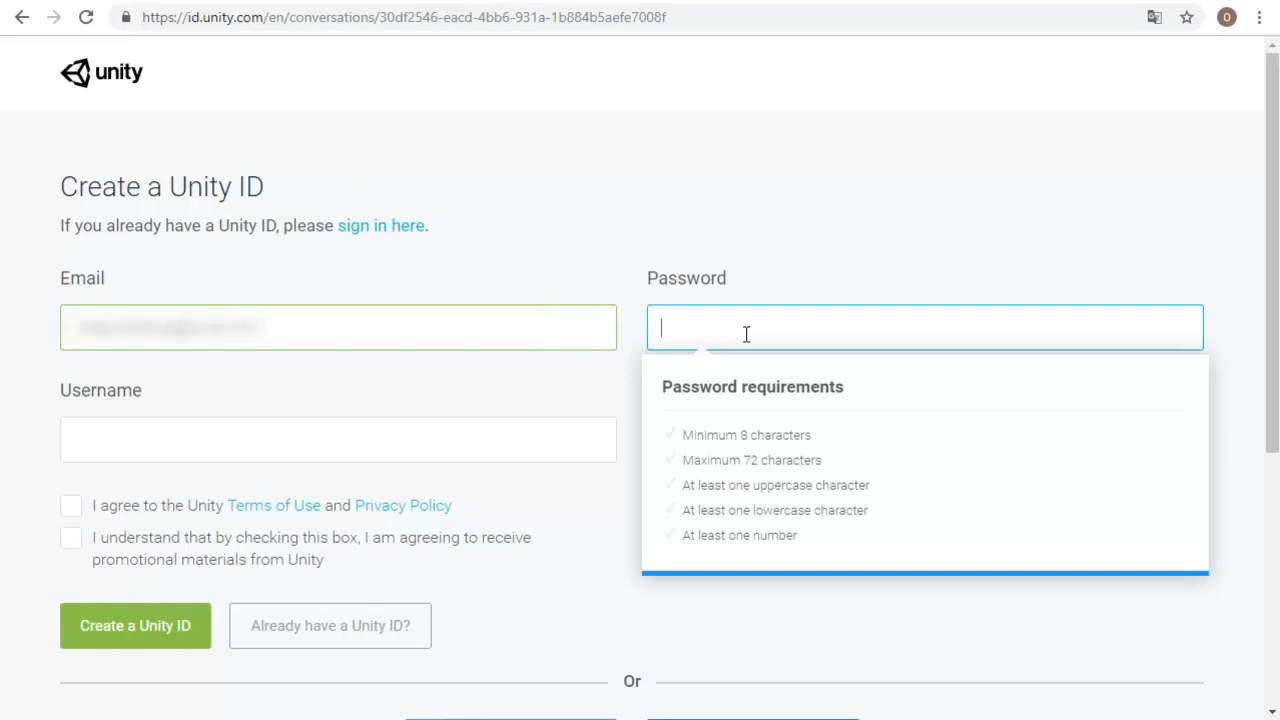 https://id.unity.com/en/conversations/30df2546-eacd-4bb6-931a-1b884b5aefe7008f
O
unity
Create a Unity ID
If you already have a Unity ID, please sign in here.
Email
Password
Password requirements
Minimum 8 characters
Maximum 72 characters
At least one uppercase character
At least one lowercase character
At least one number
Username
I agree to the Unity Terms of Use and Privacy Policy
I understand that by checking this box, I am agreeing to receive
promotional materials from Unity
Create a Unity ID
Already have a Unity ID?
Or